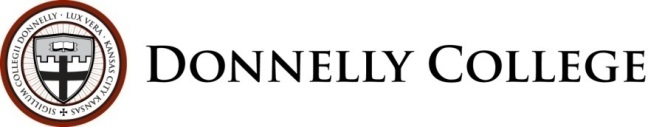 SIGILLUM COLLEGII DONNELLY · LUX VERA · KANSAS CITY KANSAS
DONNELLY COLLEGE